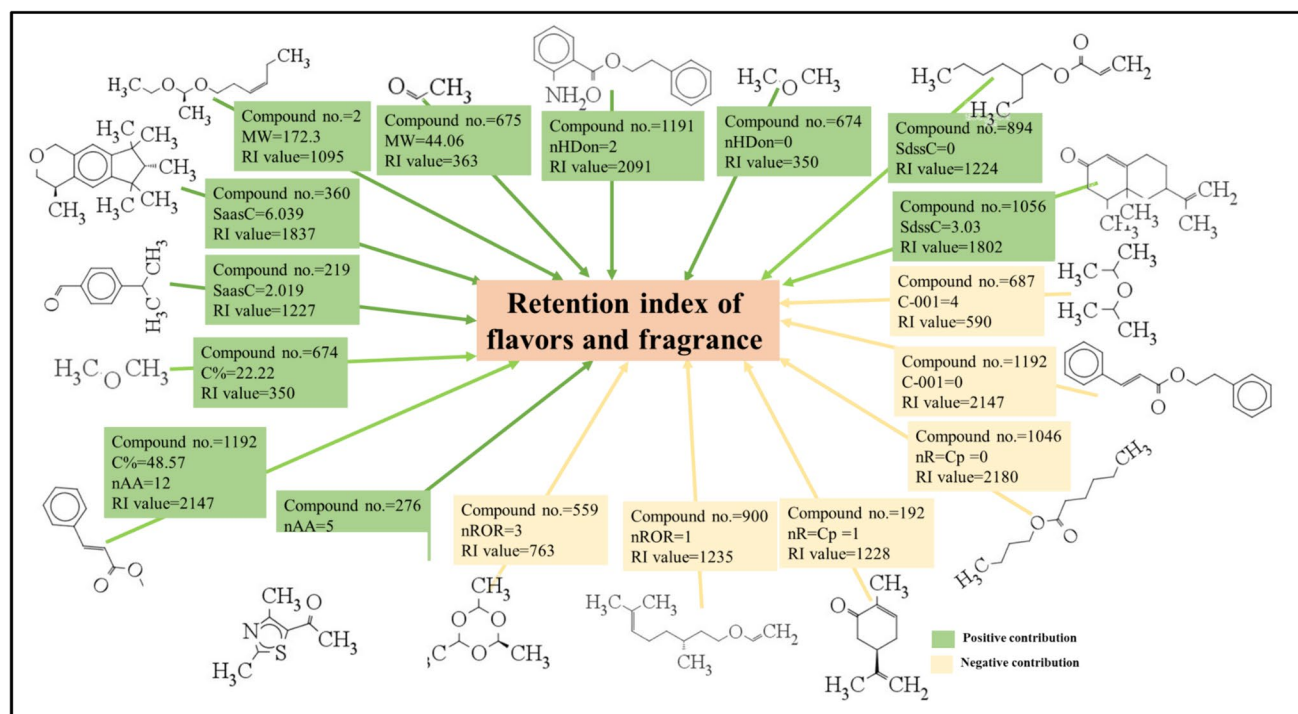 CH₃
H₃C O O
CH₃
O CH₃
O
NH₂O
H₃C CH₃
O
O
H₃C O CH₂
H₃C
Compound no.=2
MW=172.3
RI value=1095
Compound no.=675
MW=44.06
RI value=363
Compound no.=1191
nHDon=2
RI value=2091
Compound no.=674
nHDon=0
RI value=350
Compound no.=894
SdssC=0
RI value=1224
H₃C CH₃
O CH₃
CH₃ H₃C CH₃
Compound no.=360
SaasC=6.039
RI value=1837
Compound no.=1056
SdssC=3.03
RI value=1802
O
CH₃ CH₃ CH₂
CH₃
O
CH₃
H₃C
Compound no.=219
SaasC=2.019
RI value=1227
Retention index of
flavors and fragrance
Compound no.=687
C-001=4
RI value=590
H₃C CH₃
O
H₃C CH₃
H₃C O CH₃
Compound no.=674
C%=22.22
RI value=350
Compound no.=1192
C-001=0
RI value=2147
O
O
Compound no.=1192
C%=48.57
nAA=12
RI value=2147
O
O
Compound no.=276
nAA=5
Compound no.=559
nROR=3
RI value=763
Compound no.=900
nROR=1
RI value=1235
Compound no.=192
nR=Cp =1
RI value=1228
Compound no.=1046
nR=Cp =0
RI value=2180
CH₃
O
O
H₃C
CH₃ O
N
S CH₃
H₃C
CH₃
O O
O CH₃
H₃C CH₃
O CH₂
CH₃
CH₃
O
H₃C CH₂
Positive contribution
Negative contribution